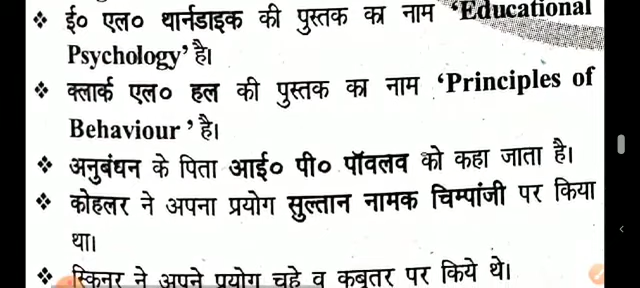 ❖ ई० एल० थार्नडाइक की पुस्तक का नाम 'Educational
Psychology' है।
❖ क्लार्क एल० हल की पुस्तक का नाम 'Principles of
Behaviour' है।
❖ अनुबंधन के पिता आई० पी० पॉवलव को कहा जाता है।
❖ कोहलर ने अपना प्रयोग सुल्तान नामक चिम्पांजी पर किया
था।
❖ स्किनर ने अपने प्रयोग चूहे व कबूतर पर किये थे।